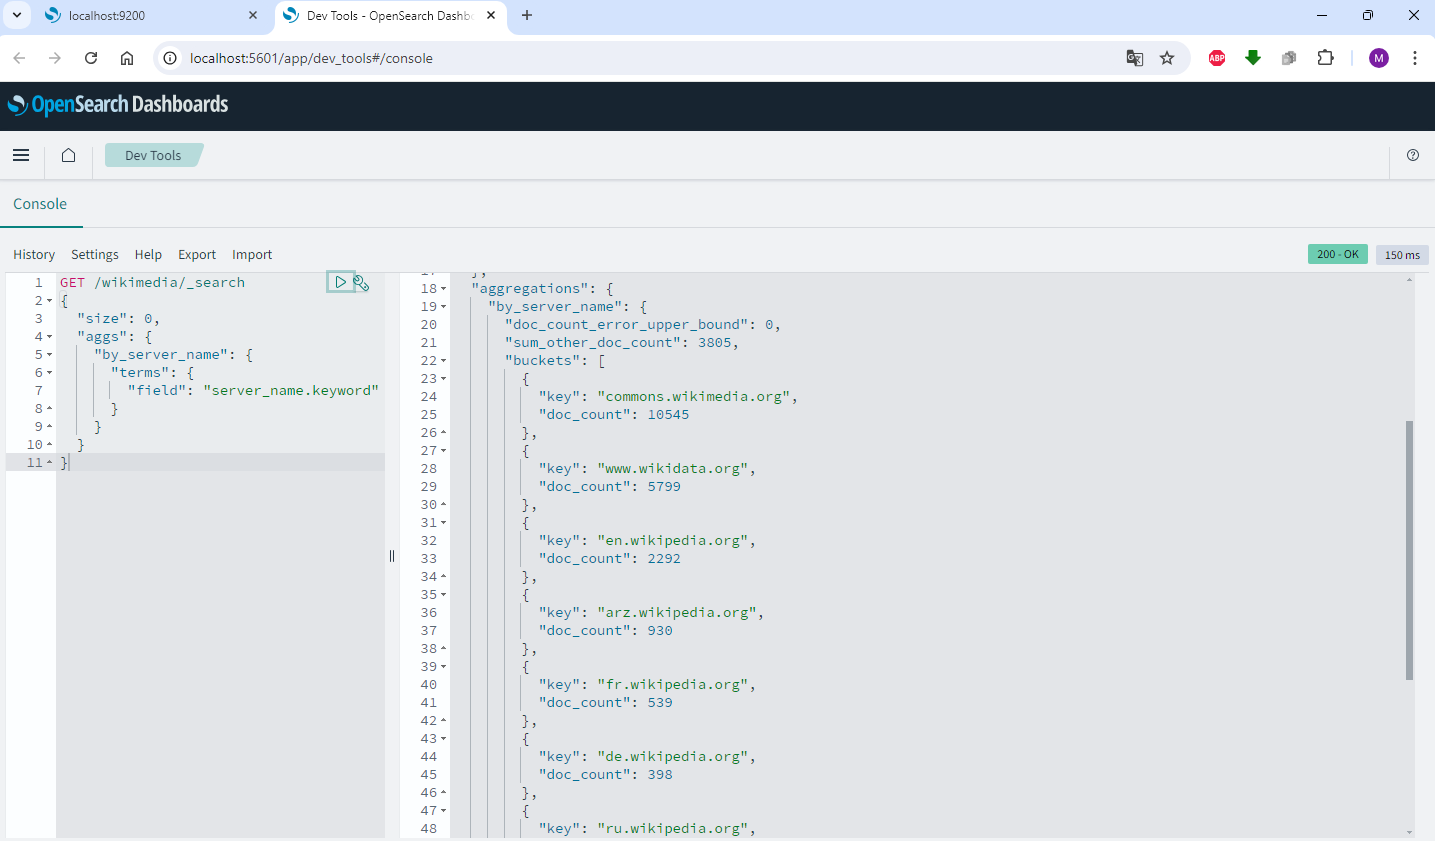 localhost:9200
Dev Tools - OpenSearch Dashb
localhost:5601/app/dev_tools#/console
ABP
M
OpenSearch Dashboards
Dev Tools
Console
History Settings Help Export Import
200 - OK 150 ms
1 GET /wikimedia/_search
2 {
3 "size": 0,
4 "aggs": {
5 "by_server_name": {
6 "terms": {
7 "field": "server_name.keyword"
8 }
9 }
10 }
11 }
17 },
18 "aggregations": {
19 "by_server_name": {
20 "doc_count_error_upper_bound": 0,
21 "sum_other_doc_count": 3805,
22 "buckets": [
23 {
24 "key": "commons.wikimedia.org",
25 "doc_count": 10545
26 },
27 {
28 "key": "www.wikidata.org",
29 "doc_count": 5799
30 },
31 {
32 "key": "en.wikipedia.org",
33 "doc_count": 2292
34 },
35 {
36 "key": "arz.wikipedia.org",
37 "doc_count": 930
38 },
39 {
40 "key": "fr.wikipedia.org",
41 "doc_count": 539
42 },
43 {
44 "key": "de.wikipedia.org",
45 "doc_count": 398
46 },
47 {
48 "key": "ru.wikipedia.org",